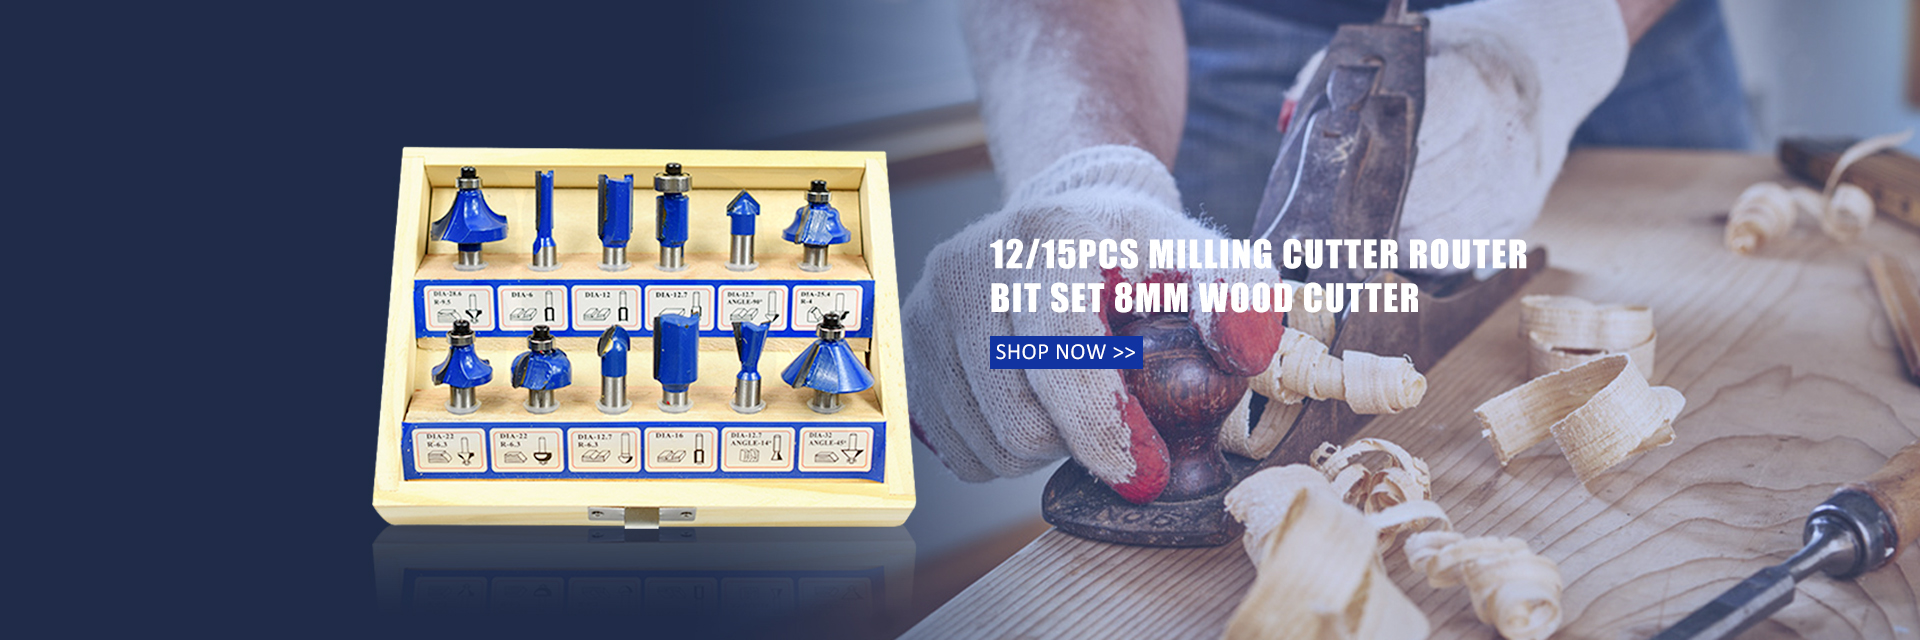 12/15PCS MILLING CUTTER ROUTER
BIT SET 8MM WOOD CUTTER
SHOP NOW >>
DIA-28.6
R-9.5
DIA-6
DIA-12
DIA-12.7
DIA-12.7
ANGLE-90°
DIA-25.4
R-4
DIA-22
R-6.3
DIA-22
R-6.3
DIA-12.7
R-6.3
DIA-16
DIA-12.7
ANGLE-14°
DIA-32
ANGLE-45°